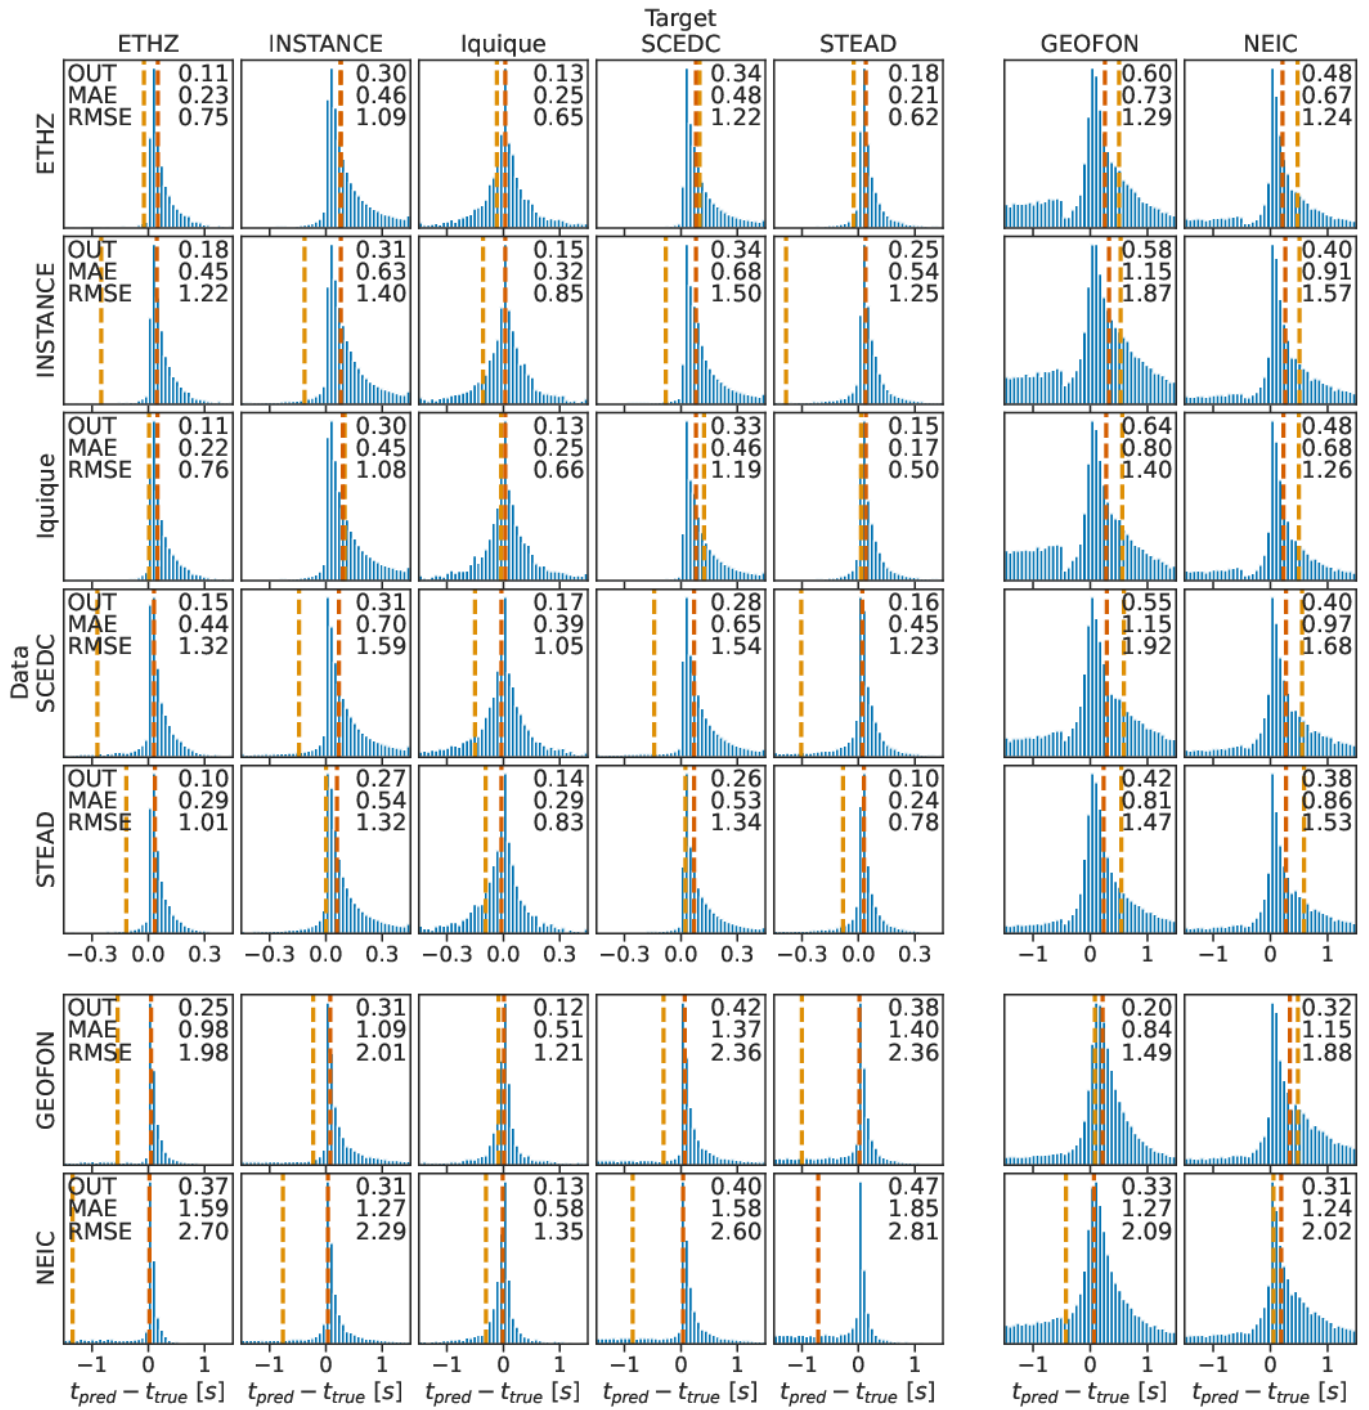 Target
ETHZ INSTANCE Iquique SCEDC STEAD GEOFON NEIC
Data
ETHZ
OUT 0.11 0.30 0.13 0.34 0.18 0.60 0.48
MAE 0.23 0.46 0.25 0.48 0.21 0.73 0.67
RMSE 0.75 1.09 0.65 1.22 0.62 1.29 1.24
INSTANCE
OUT 0.18 0.31 0.15 0.34 0.25 0.58 0.40
MAE 0.45 0.63 0.32 0.68 0.54 1.15 0.91
RMSE 1.22 1.40 0.85 1.50 1.25 1.87 1.57
Iquique
OUT 0.11 0.30 0.13 0.33 0.15 0.64 0.48
MAE 0.22 0.45 0.25 0.46 0.17 0.80 0.68
RMSE 0.76 1.08 0.66 1.19 0.50 1.40 1.26
SCEDC
OUT 0.15 0.31 0.17 0.28 0.16 0.55 0.40
MAE 0.44 0.70 0.39 0.65 0.45 1.15 0.97
RMSE 1.32 1.59 1.05 1.54 1.23 1.92 1.68
STEAD
OUT 0.10 0.27 0.14 0.26 0.10 0.42 0.38
MAE 0.29 0.54 0.29 0.53 0.24 0.81 0.86
RMSE 1.01 1.32 0.83 1.34 0.78 1.47 1.53
−0.3 0.0 0.3 −0.3 0.0 0.3 −0.3 0.0 0.3 −0.3 0.0 0.3 −0.3 0.0 0.3 −1 0 1 −1 0 1
GEOFON
OUT 0.25 0.31 0.12 0.42 0.38 0.20 0.32
MAE 0.98 1.09 0.51 1.37 1.40 0.84 1.15
RMSE 1.98 2.01 1.21 2.36 2.36 1.49 1.88
NEIC
OUT 0.37 0.31 0.13 0.40 0.47 0.33 0.31
MAE 1.59 1.27 0.58 1.58 1.85 1.27 1.24
RMSE 2.70 2.29 1.35 2.60 2.81 2.09 2.02
−1 0 1 −1 0 1 −1 0 1 −1 0 1 −1 0 1 −1 0 1 −1 0 1
t_pred − t_true [s] t_pred − t_true [s] t_pred − t_true [s] t_pred − t_true [s] t_pred − t_true [s] t_pred − t_true [s] t_pred − t_true [s]